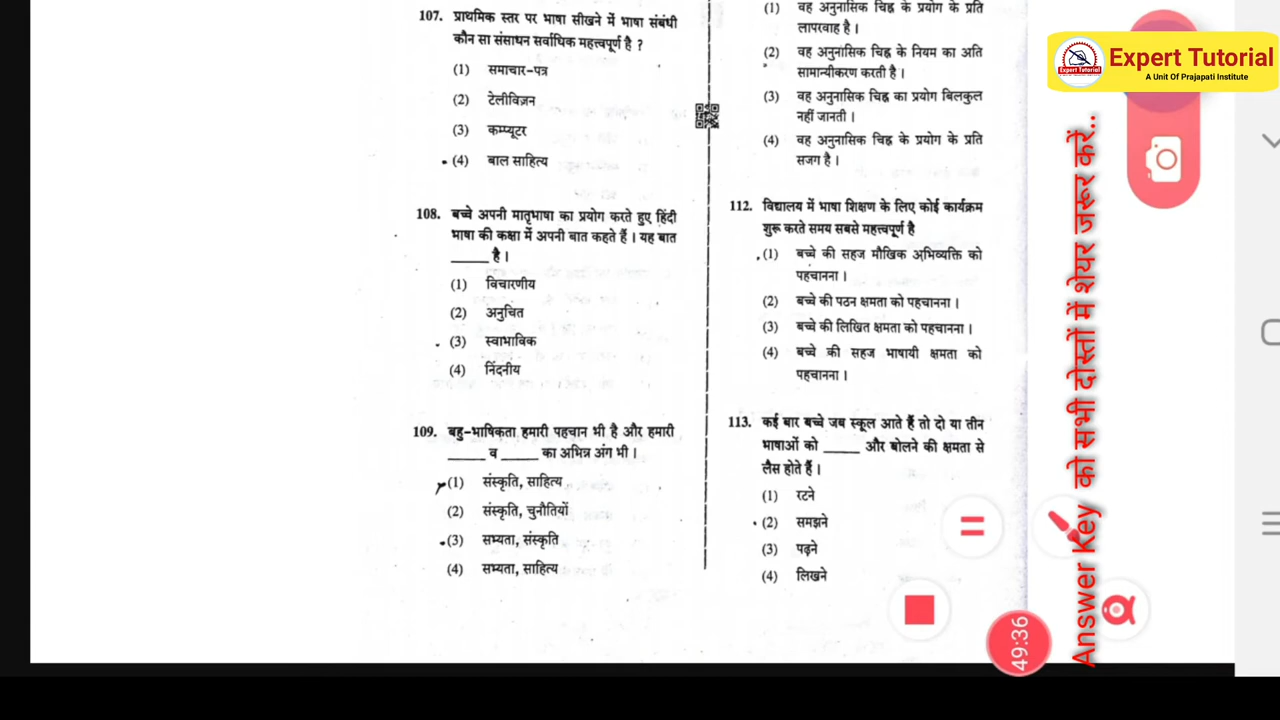 107. प्राथमिक स्तर पर भाषा सीखने में भाषा संबंधी
कौन सा संसाधन सर्वाधिक महत्त्वपूर्ण है ?
(1) समाचार-पत्र
(2) टेलीविज़न
(3) कम्प्यूटर
(4) बाल साहित्य
108. बच्चे अपनी मातृभाषा का प्रयोग करते हुए हिंदी
भाषा की कक्षा में अपनी बात कहते हैं । यह बात
______ है ।
(1) विचारणीय
(2) अनुचित
(3) स्वाभाविक
(4) निंदनीय
109. बहु-भाषिकता हमारी पहचान भी है और हमारी
______ व ______ का अभिन्न अंग भी ।
(1) संस्कृति, साहित्य
(2) संस्कृति, चुनौतियों
(3) सभ्यता, संस्कृति
(4) सभ्यता, साहित्य
(1) वह अनुनासिक चिह्न के प्रयोग के प्रति
लापरवाह है ।
(2) वह अनुनासिक चिह्न के नियम का अति
सामान्यीकरण करती है ।
(3) वह अनुनासिक चिह्न का प्रयोग बिलकुल
नहीं जानती ।
(4) वह अनुनासिक चिह्न के प्रयोग के प्रति
सजग है ।
112. विद्यालय में भाषा शिक्षण के लिए कोई कार्यक्रम
शुरू करते समय सबसे महत्त्वपूर्ण है
(1) बच्चे की सहज मौखिक अभिव्यक्ति को
पहचानना ।
(2) बच्चे की पठन क्षमता को पहचानना ।
(3) बच्चे की लिखित क्षमता को पहचानना ।
(4) बच्चे की सहज भाषायी क्षमता को
पहचानना ।
113. कई बार बच्चे जब स्कूल आते हैं तो दो या तीन
भाषाओं को ______ और बोलने की क्षमता से
लैस होते हैं ।
(1) रटने
(2) समझने
(3) पढ़ने
(4) लिखने
Expert Tutorial
Expert Tutorial
A Unit Of Prajapati Institute
Answer Key को सभी दोस्तों में शेयर जरूर करें..
49:36